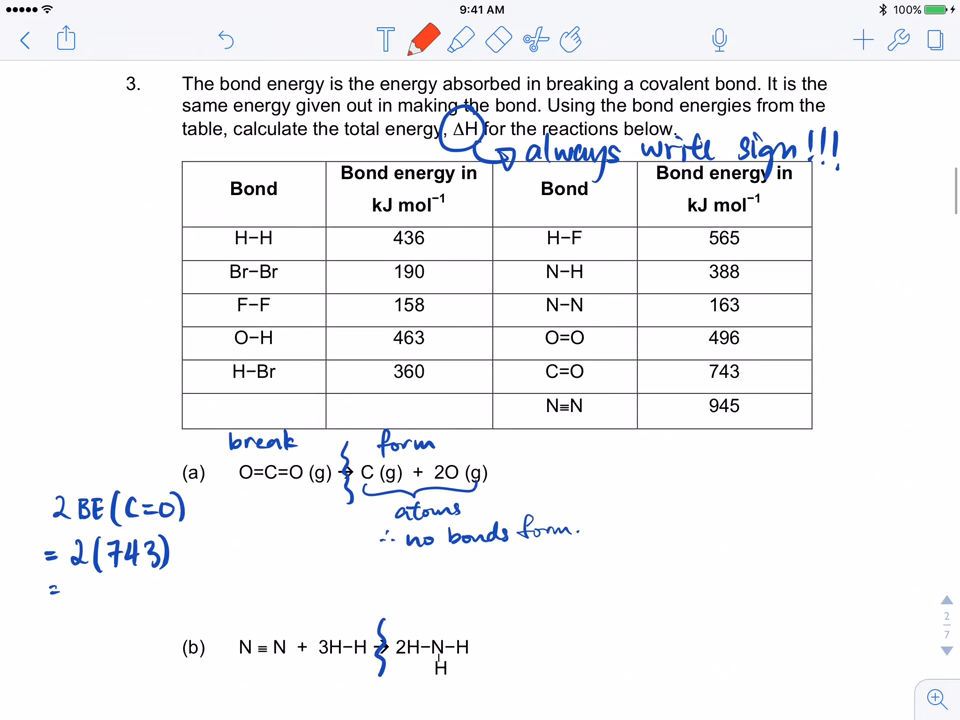 9:41 AM
100%
T
3. The bond energy is the energy absorbed in breaking a covalent bond. It is the
same energy given out in making the bond. Using the bond energies from the
table, calculate the total energy, ΔH for the reactions below.
always write sign!!!
Bond | Bond energy in kJ mol⁻¹ | Bond | Bond energy in kJ mol⁻¹
H−H | 436 | H−F | 565
Br−Br | 190 | N−H | 388
F−F | 158 | N−N | 163
O−H | 463 | O=O | 496
H−Br | 360 | C=O | 743
N≡N | 945
break form
(a) O=C=O (g) → C (g) + 2O (g)
atoms
∴ no bonds form.
2 BE (C=O)
= 2(743)
=
(b) N ≡ N + 3H−H → 2H−N−H
H
2
7